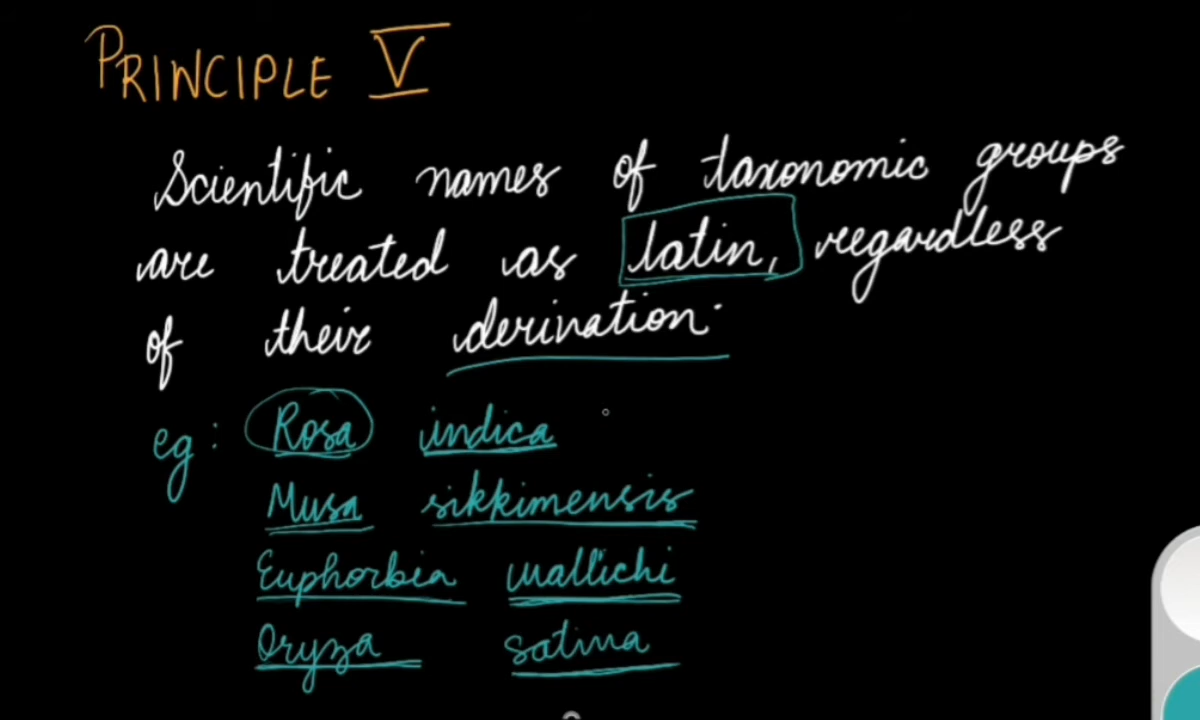 PRINCIPLE V
Scientific names of taxonomic groups
are treated as latin, regardless
of their derivation.
eg: Rosa indica
Musa sikkimensis
Euphorbia wallichi
Oryza sativa